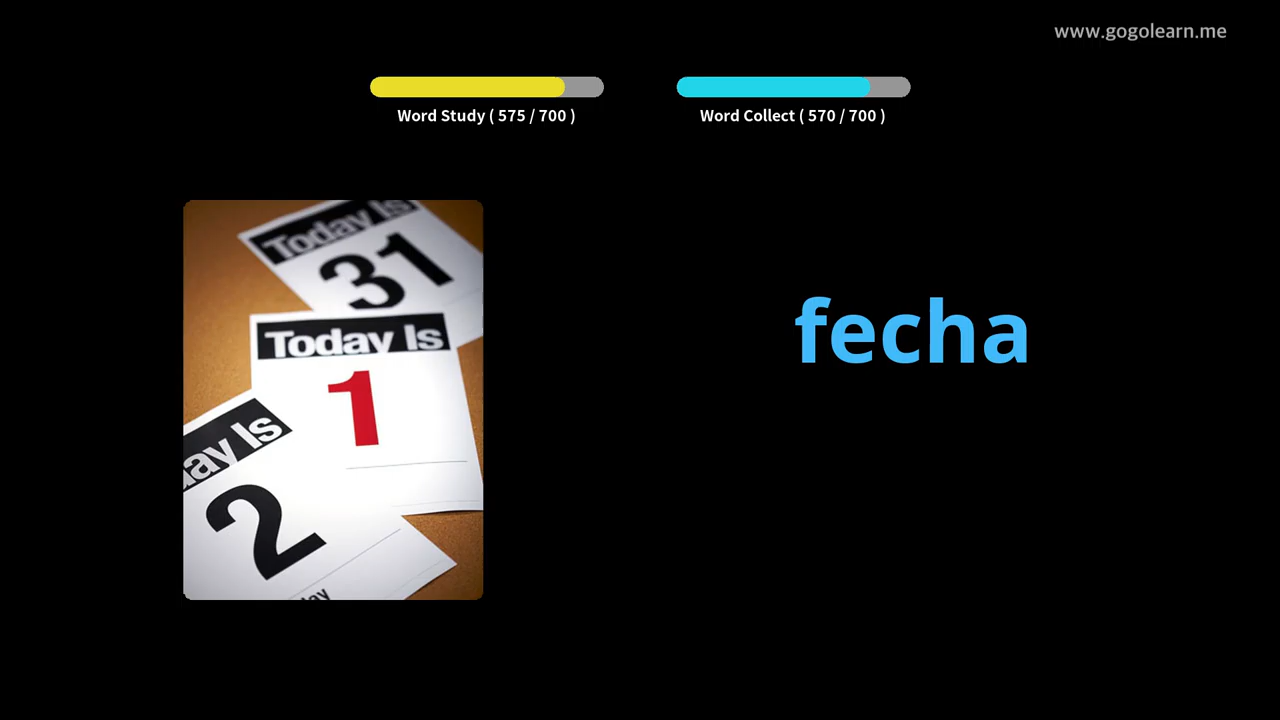 www.gogolearn.me
Word Study ( 575 / 700 )
Word Collect ( 570 / 700 )
Today Is
31
Today Is
1
day Is
2
fecha